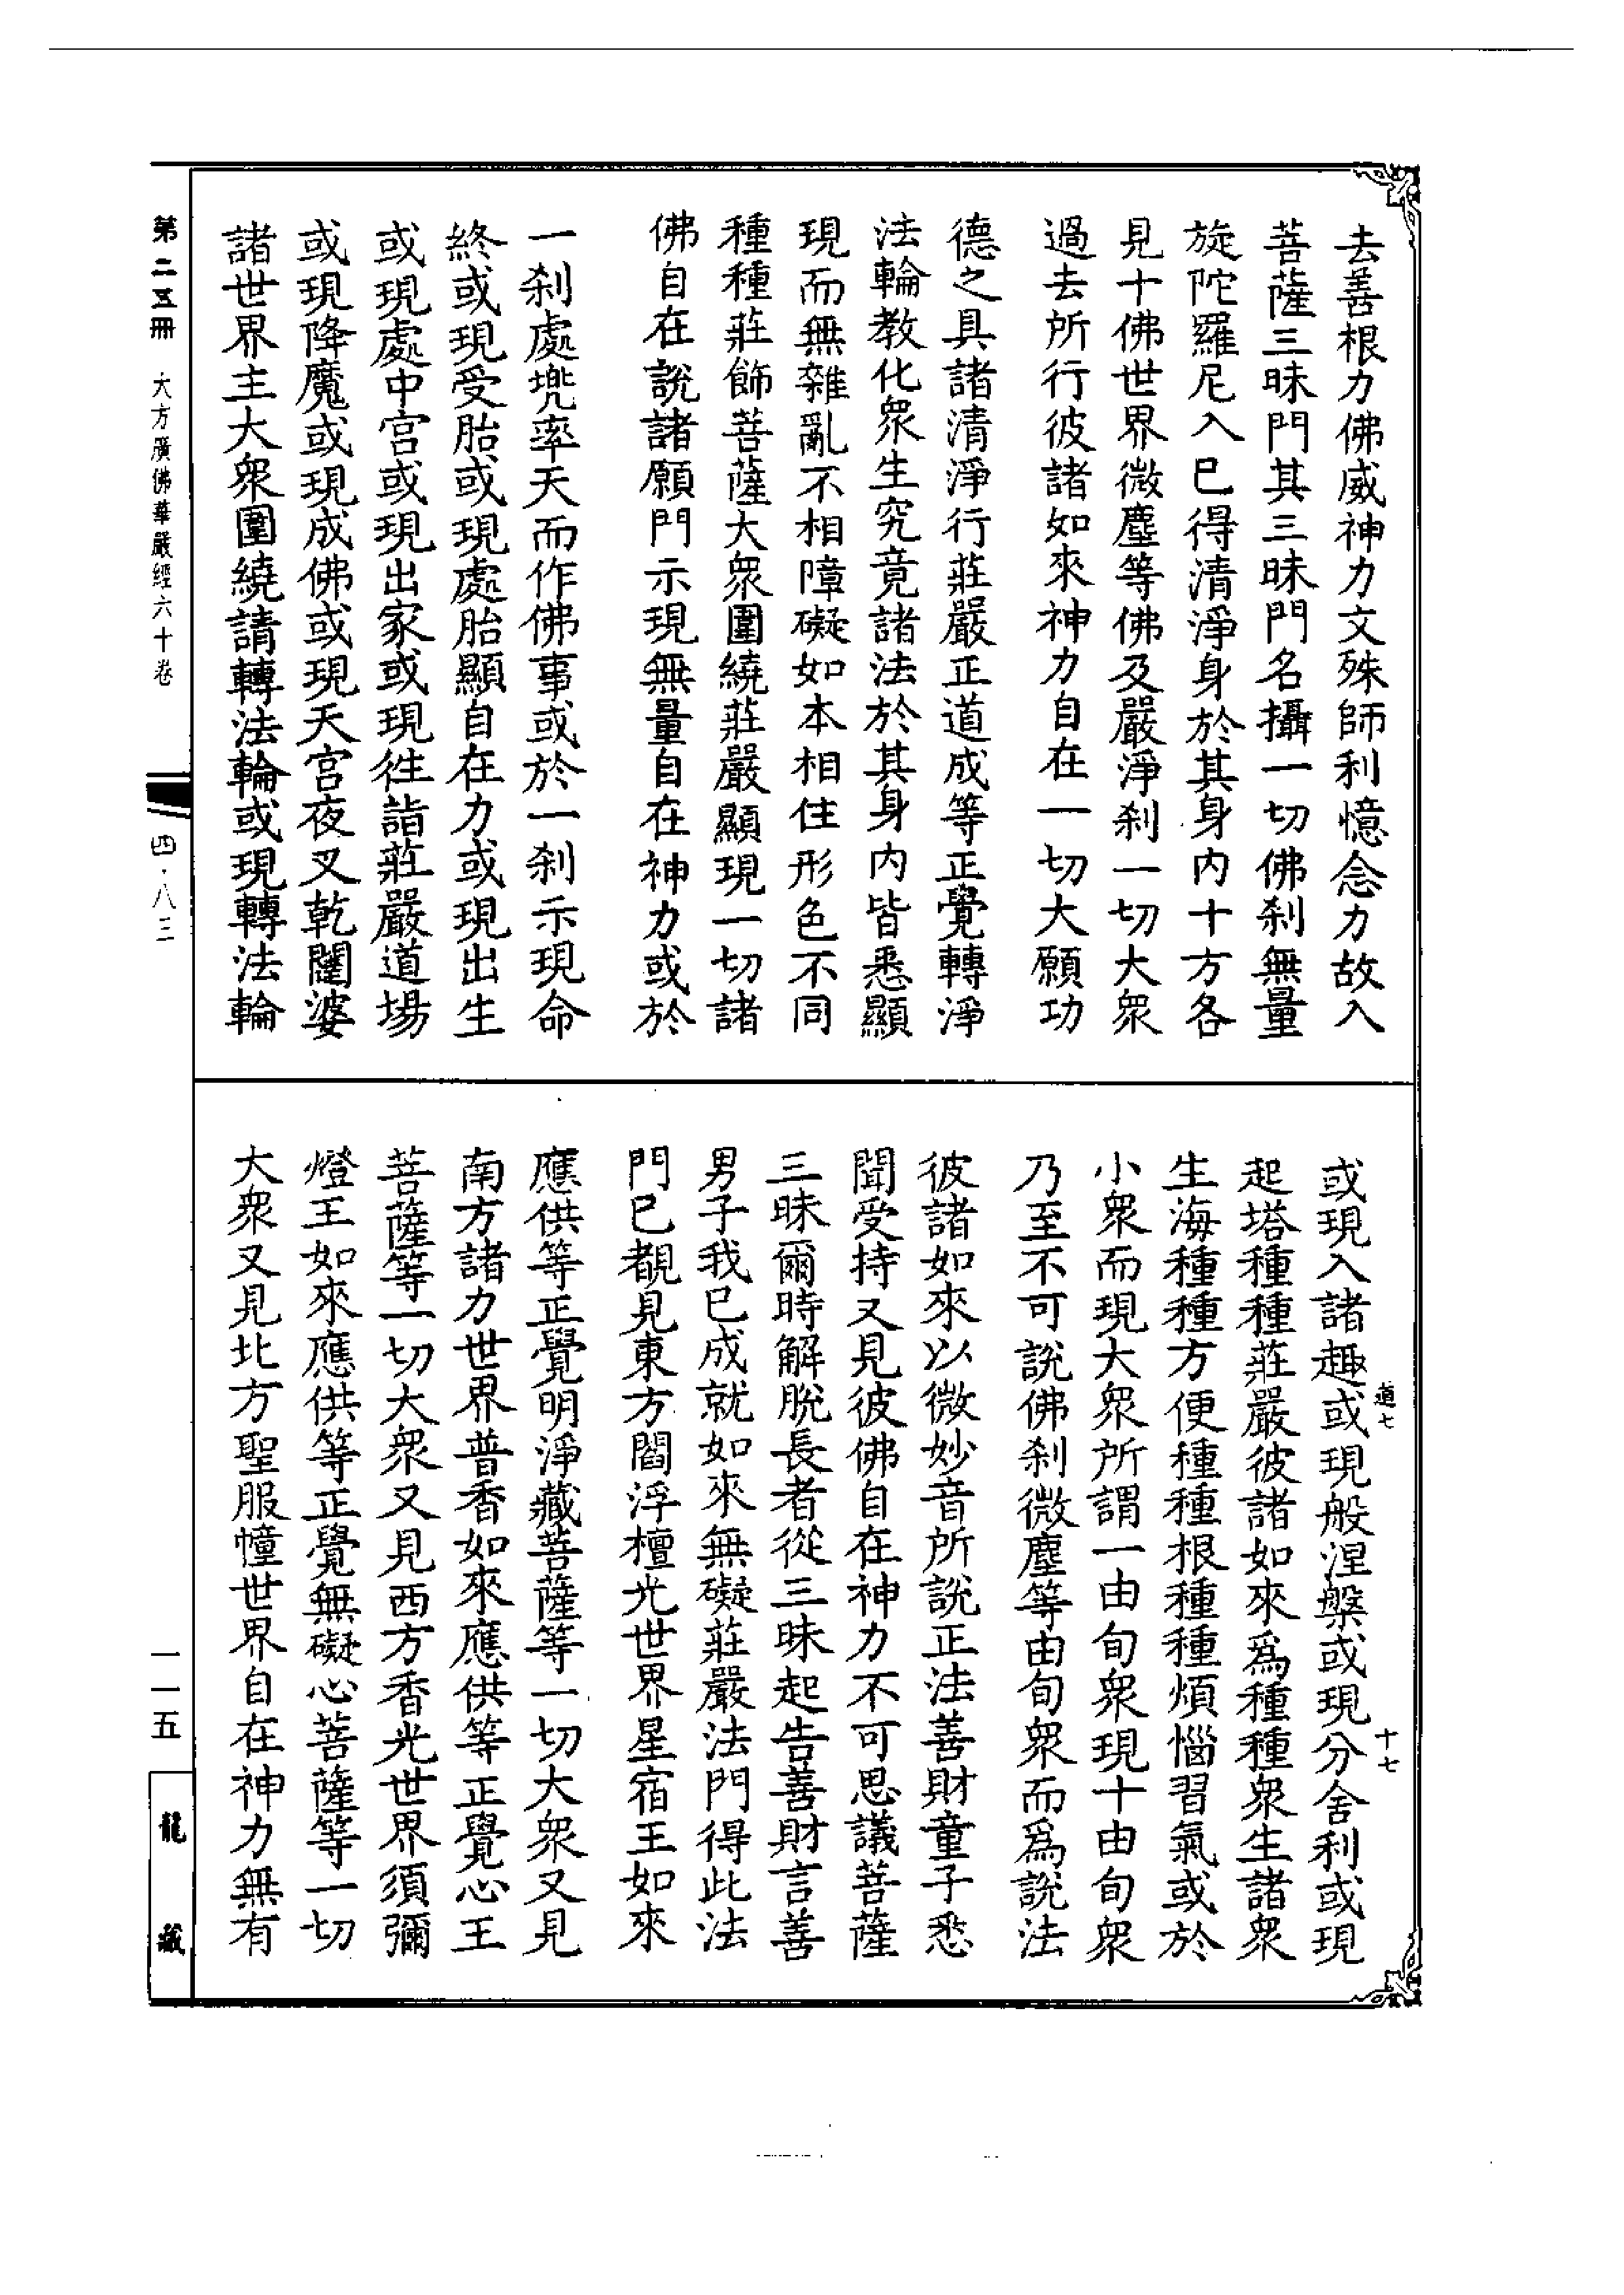 去善根力佛威神力文殊師利憶念力故入
菩薩三昧門其三昧門名攝一切佛刹無量
旋陀羅尼入已得清淨身於其身內十方各
見十佛世界微塵等佛及嚴淨刹一切大衆
過去所行彼諸如來神力自在一切大願功
德之具諸清淨行莊嚴正道成等正覺轉淨
法輪教化衆生究竟諸法於其身內皆悉顯
現而無雜亂不相障礙如本相住形色不同
種種莊飾菩薩大衆圍繞莊嚴顯現一切諸
佛自在說諸願門示現無量自在神力或於
一刹處兠率天而作佛事或於一刹示現命
終或現受胎或現處胎顯自在力或現出生
或現處中宮或現出家或現徃詣莊嚴道場
或現降魔或現成佛或現天宮夜叉乾闥婆
諸世界主大衆圍繞請轉法輪或現轉法輪
或現入諸趣或現般涅槃或現分舍利或現
起塔種種莊嚴彼諸如來爲種種衆生諸衆
生海種種方便種種根種種煩惱習氣或於
小衆而現大衆所謂一由旬衆現十由旬衆
乃至不可說佛刹微塵等由旬衆而爲說法
彼諸如來以微妙音所說正法善財童子悉
聞受持又見彼佛自在神力不可思議菩薩
三昧爾時解脫長者從三昧起告善財言善
男子我已成就如來無礙莊嚴法門得此法
門已覩見東方閻浮檀光世界星宿王如來
應供等正覺明淨藏菩薩等一切大衆又見
南方諸力世界普香如來應供等正覺心王
菩薩等一切大衆又見西方香光世界須彌
燈王如來應供等正覺無礙心菩薩等一切
大衆又見北方聖服幢世界自在神力無有
道七
十七
第二五冊
大方廣佛華嚴經六十卷
四·八三
一一五
龍藏